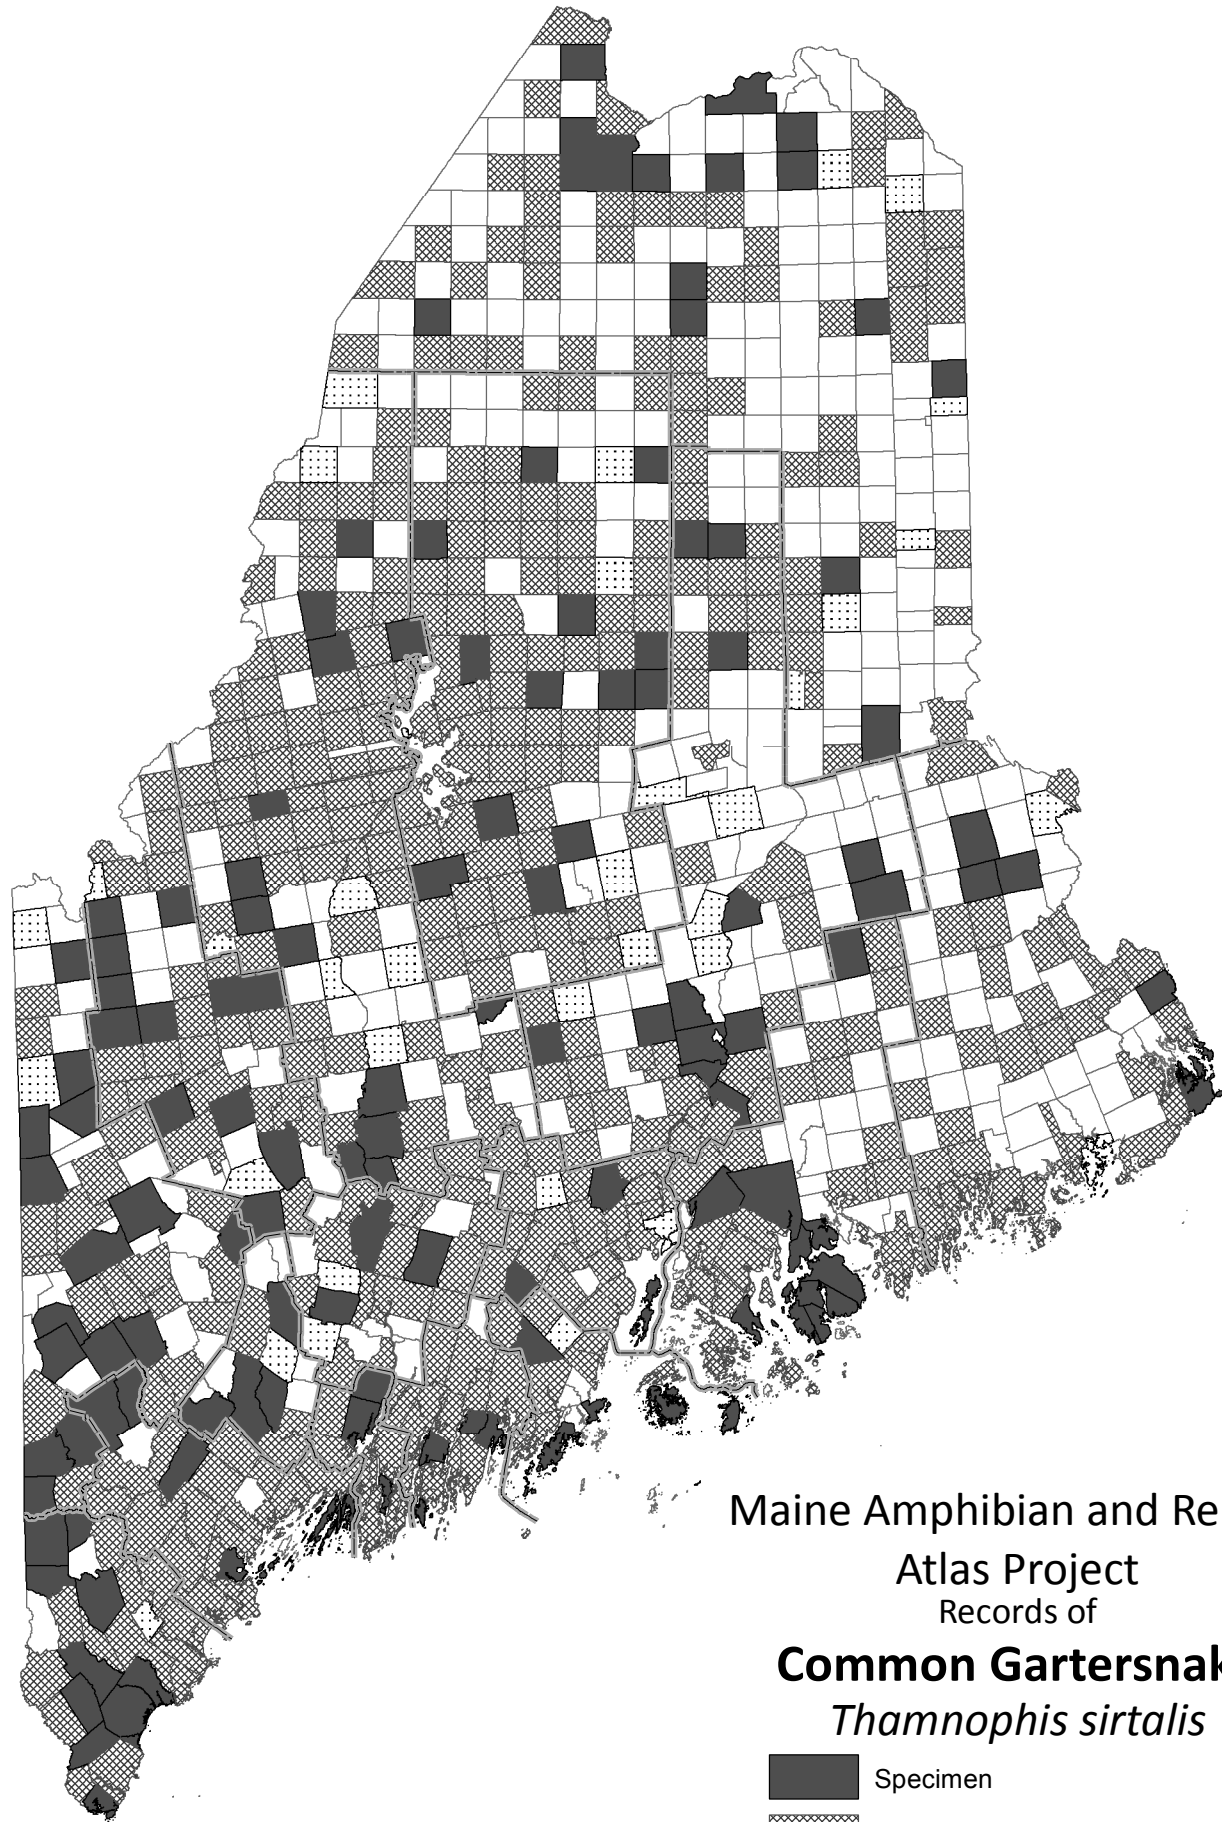 Maine Amphibian and Re
Atlas Project
Records of
Common Gartersnak
Thamnophis sirtalis
Specimen